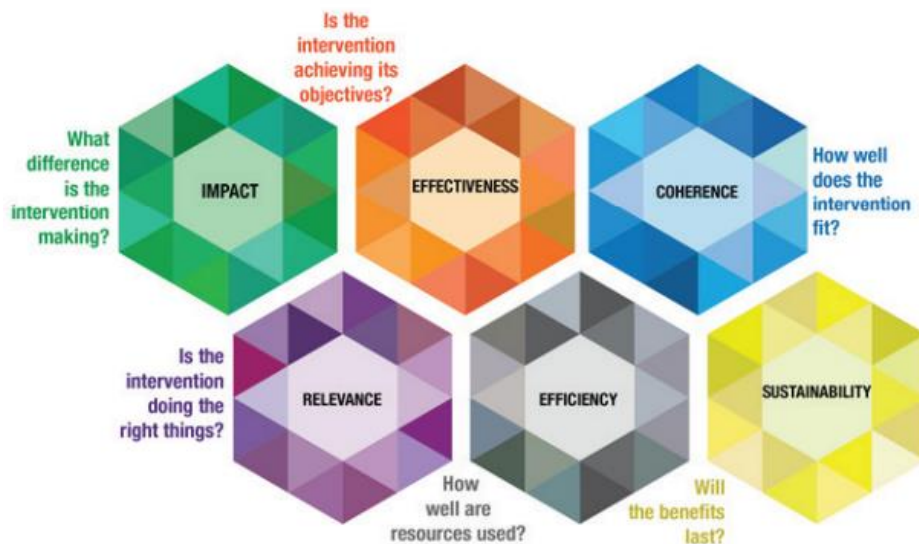 Is the
intervention
achieving its
objectives?
What
difference
is the
intervention
making?
IMPACT
EFFECTIVENESS
COHERENCE
How well
does the
intervention
fit?
Is the
intervention
doing the
right things?
RELEVANCE
EFFICIENCY
SUSTAINABILITY
How
well are
resources used?
Will
the benefits
last?